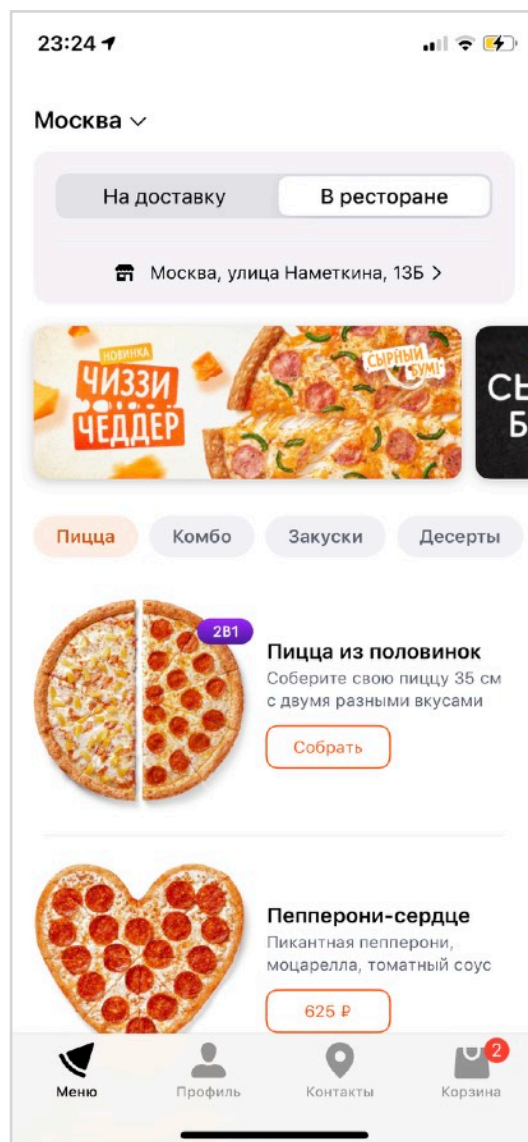 23:24
Москва
На доставку
В ресторане
Москва, улица Наметкина, 13Б
НОВИНКА
ЧИЗЗИ
ЧЕДДЕР
СЫРНЫЙ
БУМ!
СЫ
Б
Пицца
Комбо
Закуски
Десерты
2В1
Пицца из половинок
Соберите свою пиццу 35 см
с двумя разными вкусами
Собрать
Пепперони-сердце
Пикантная пепперони,
моцарелла, томатный соус
625 ₽
2
Меню
Профиль
Контакты
Корзина